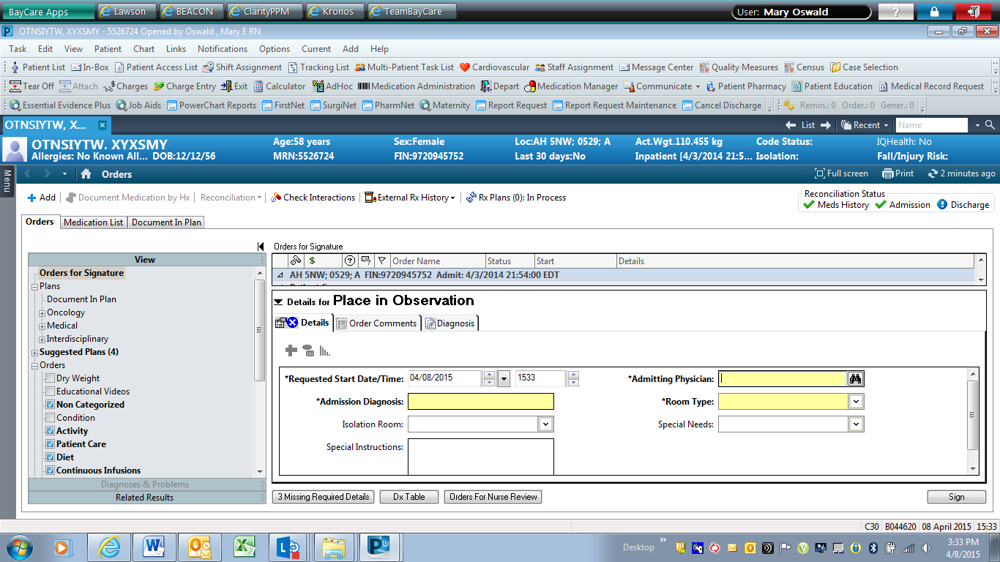 BayCare Apps Lawson BEACON ClarityPPM Kronos TeamBayCare User: Mary Oswald ?
OTNSIYTW, XYXSMY - 5526724 Opened by Oswald , Mary E RN
Task Edit View Patient Chart Links Notifications Options Current Add Help
Patient List In-Box Patient Access List Shift Assignment Tracking List Multi-Patient Task List Cardiovascular Staff Assignment Message Center Quality Measures Census Case Selection
Tear Off Attach Charges Charge Entry Exit Calculator AdHoc Medication Administration Depart Medication Manager Communicate Patient Pharmacy Patient Education Medical Record Request
Essential Evidence Plus Job Aids PowerChart Reports FirstNet SurgiNet PharmNet Maternity Report Request Report Request Maintenance Cancel Discharge Remin.: 0 Order.: 0 Gener.: 0
OTNSIYTW, X... List Recent Name
OTNSIYTW. XYXSMY Age:58 years Sex:Female Loc:AH 5NW; 0529; A Act.Wgt.110.455 kg Code Status: IQHealth: No
Allergies: No Known All... DOB:12/12/56 MRN:5526724 FIN:9720945752 Last 30 days:No Inpatient [4/3/2014 21:5... Isolation: Fall/Injury Risk:
Menu Orders Full screen Print 2 minutes ago
Add Document Medication by Hx Reconciliation Check Interactions External Rx History Rx Plans (0): In Process
Reconciliation Status
Meds History Admission Discharge
Orders Medication List Document In Plan
View
Orders for Signature
Plans
Document In Plan
Oncology
Medical
Interdisciplinary
Suggested Plans (4)
Orders
Dry Weight
Educational Videos
Non Categorized
Condition
Activity
Patient Care
Diet
Continuous Infusions
Diagnoses & Problems
Related Results
Orders for Signature
$ ? Order Name Status Start Details
AH 5NW; 0529; A FIN:9720945752 Admit: 4/3/2014 21:54:00 EDT
Details for Place in Observation
Details Order Comments Diagnosis
*Requested Start Date/Time: 04/08/2015 1533 *Admitting Physician:
*Admission Diagnosis: *Room Type:
Isolation Room: Special Needs:
Special Instructions:
3 Missing Required Details Dx Table Orders For Nurse Review Sign
C30 B044620 08 April 2015 15:33
Desktop 3:33 PM
4/8/2015